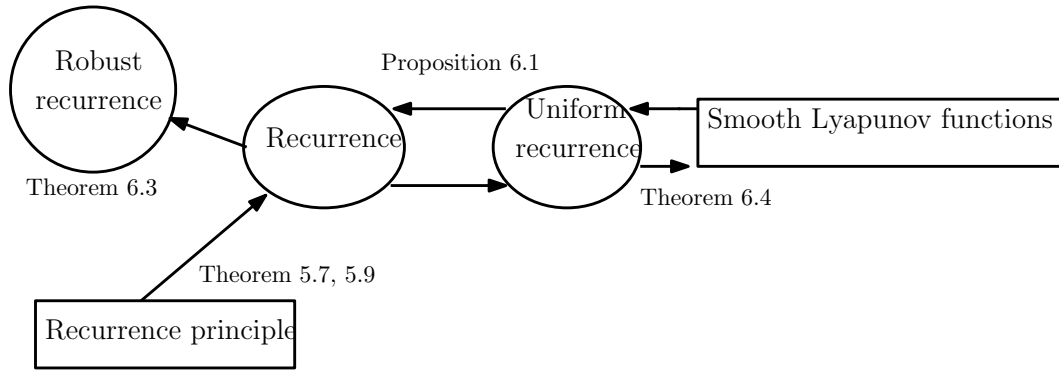 Robust
recurrence
Theorem 6.3
Recurrence
Proposition 6.1
Uniform
recurrence
Smooth Lyapunov functions
Theorem 6.4
Theorem 5.7, 5.9
Recurrence principle